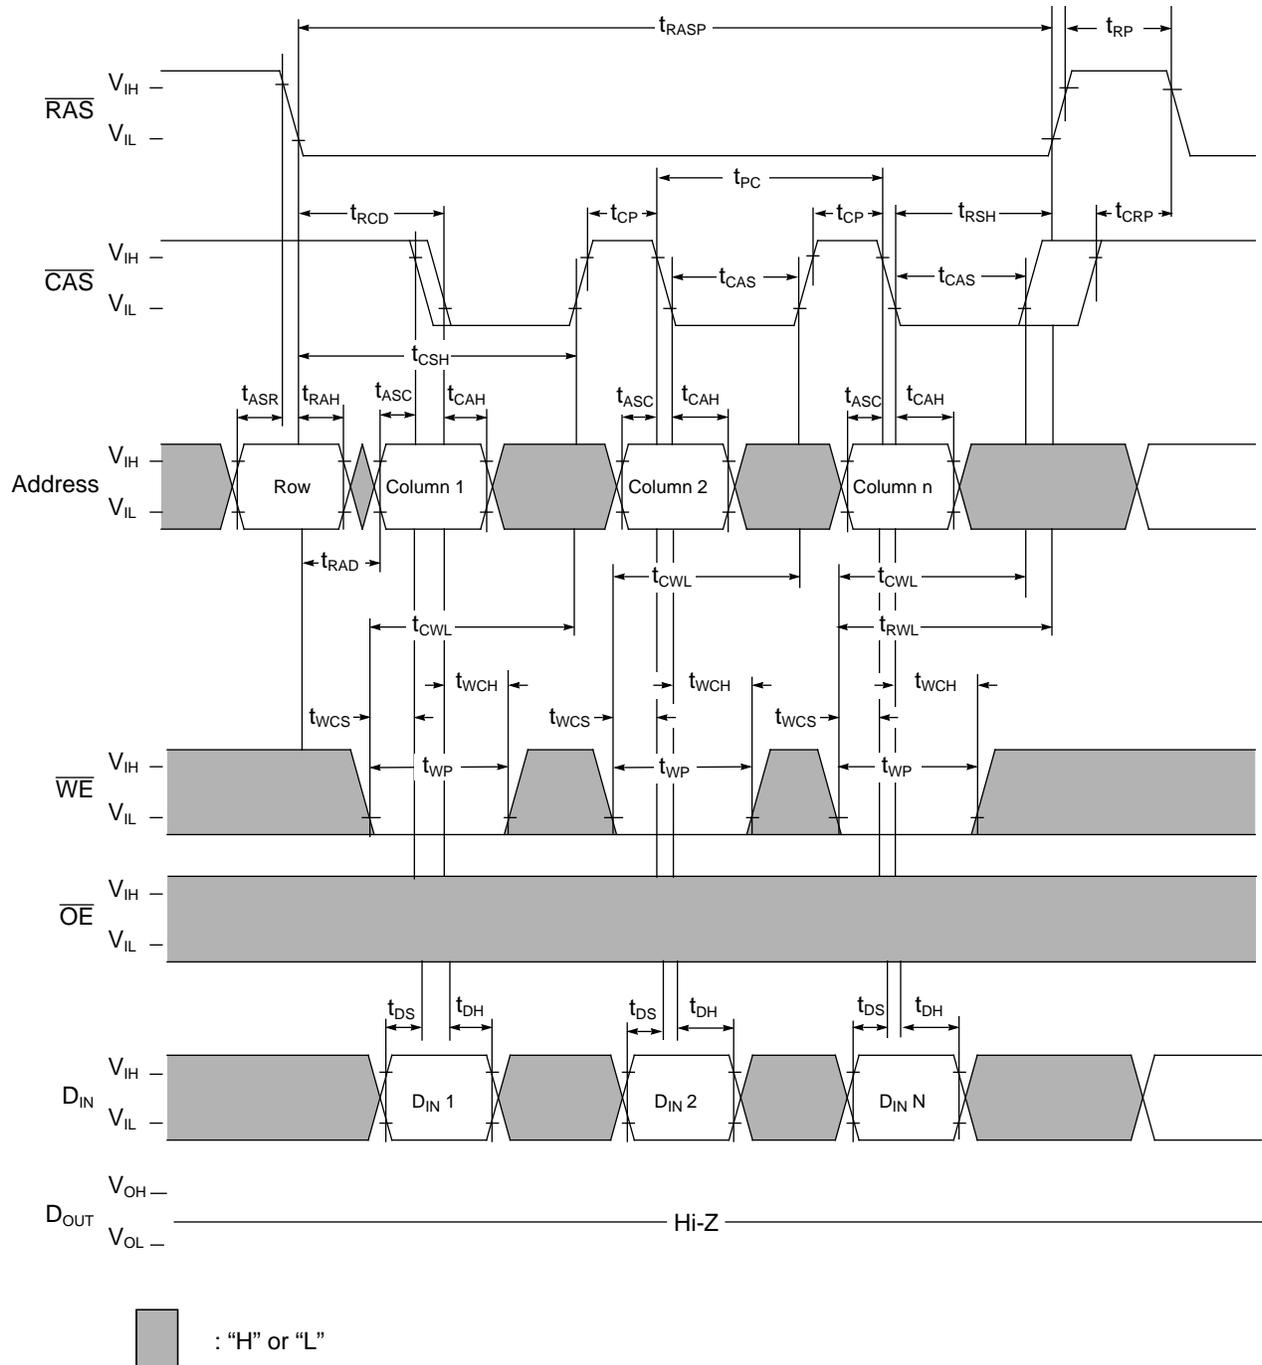 tRASP
tRP
RAS
VIH
VIL
tPC
tRCD
tCP
tCP
tRSH
tCRP
CAS
VIH
VIL
tCAS
tCAS
tCSH
tASR
tRAH
tASC
tCAH
tASC
tCAH
tASC
tCAH
Address
VIH
VIL
Row
Column 1
Column 2
Column n
tRAD
tCWL
tCWL
tCWL
tRWL
tWCH
tWCH
tWCH
tWCS
tWCS
tWCS
WE
VIH
VIL
tWP
tWP
tWP
OE
VIH
VIL
tDS
tDH
tDS
tDH
tDS
tDH
DIN
VIH
VIL
DIN 1
DIN 2
DIN N
DOUT
VOH
VOL
Hi-Z
: “H” or “L”